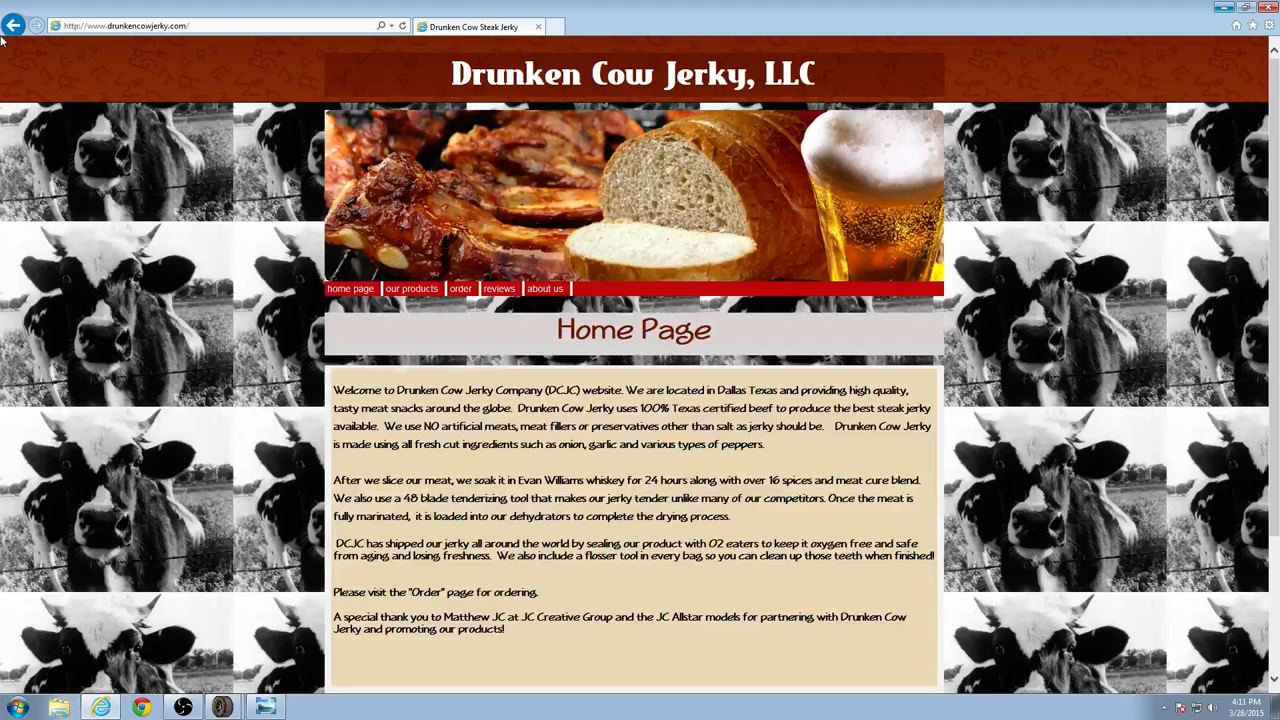 http://www.drunkencowjerky.com/
Drunken Cow Steak Jerky
Drunken Cow Jerky, LLC
home page our products order reviews about us
Home Page
Welcome to Drunken Cow Jerky Company (DCJC) website. We are located in Dallas Texas and providing high quality,
tasty meat snacks around the globe. Drunken Cow Jerky uses 100% Texas certified beef to produce the best steak jerky
available. We use NO artificial meats, meat fillers or preservatives other than salt as jerky should be. Drunken Cow Jerky
is made using all fresh cut ingredients such as onion, garlic and various types of peppers.
After we slice our meat, we soak it in Evan Williams whiskey for 24 hours along with over 16 spices and meat cure blend.
We also use a 48 blade tenderizing tool that makes our jerky tender unlike many of our competitors. Once the meat is
fully marinated, it is loaded into our dehydrators to complete the drying process.
DCJC has shipped our jerky all around the world by sealing our product with O2 eaters to keep it oxygen free and safe
from aging and losing freshness. We also include a flosser tool in every bag so you can clean up those teeth when finished!
Please visit the "Order" page for ordering.
A special thank you to Matthew JC at JC Creative Group and the JC Allstar models for partnering with Drunken Cow
Jerky and promoting our products!
4:11 PM
3/28/2015